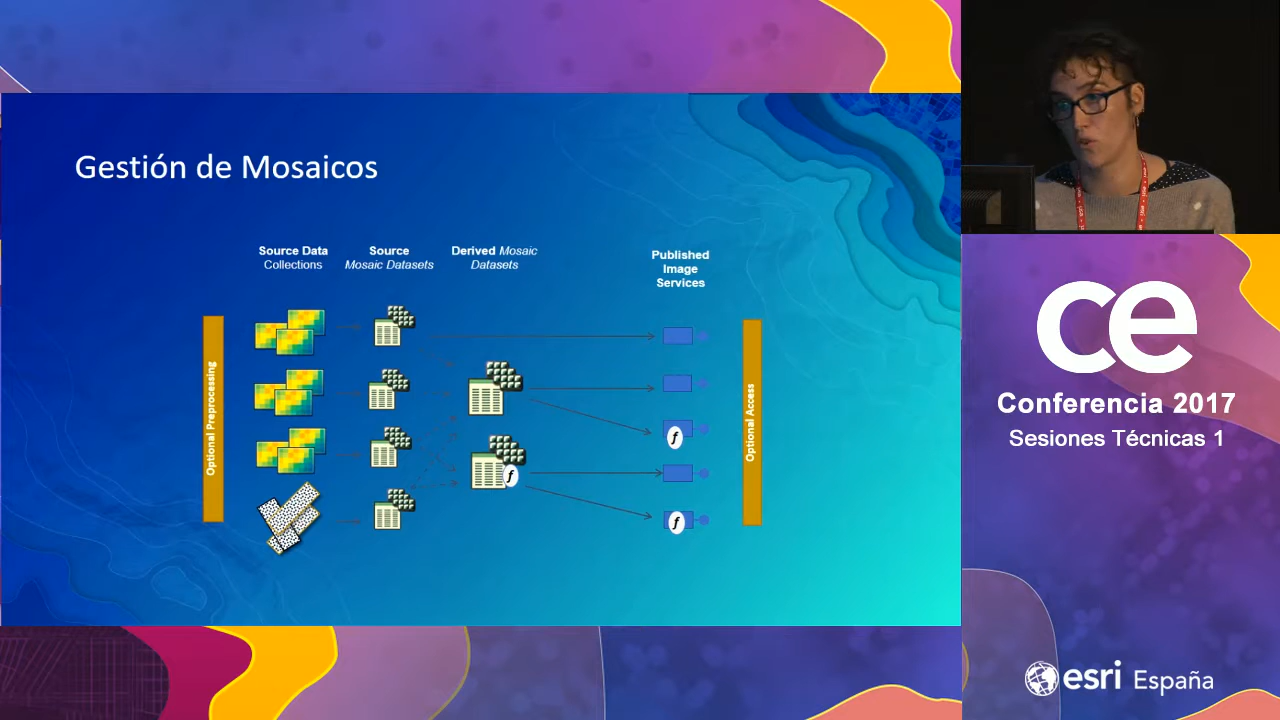 Gestión de Mosaicos
Source Data
Collections
Source
Mosaic Datasets
Derived Mosaic
Datasets
Published
Image
Services
Optional Preprocessing
f
f
f
Optional Access
ce
Conferencia 2017
Sesiones Técnicas 1
esri España